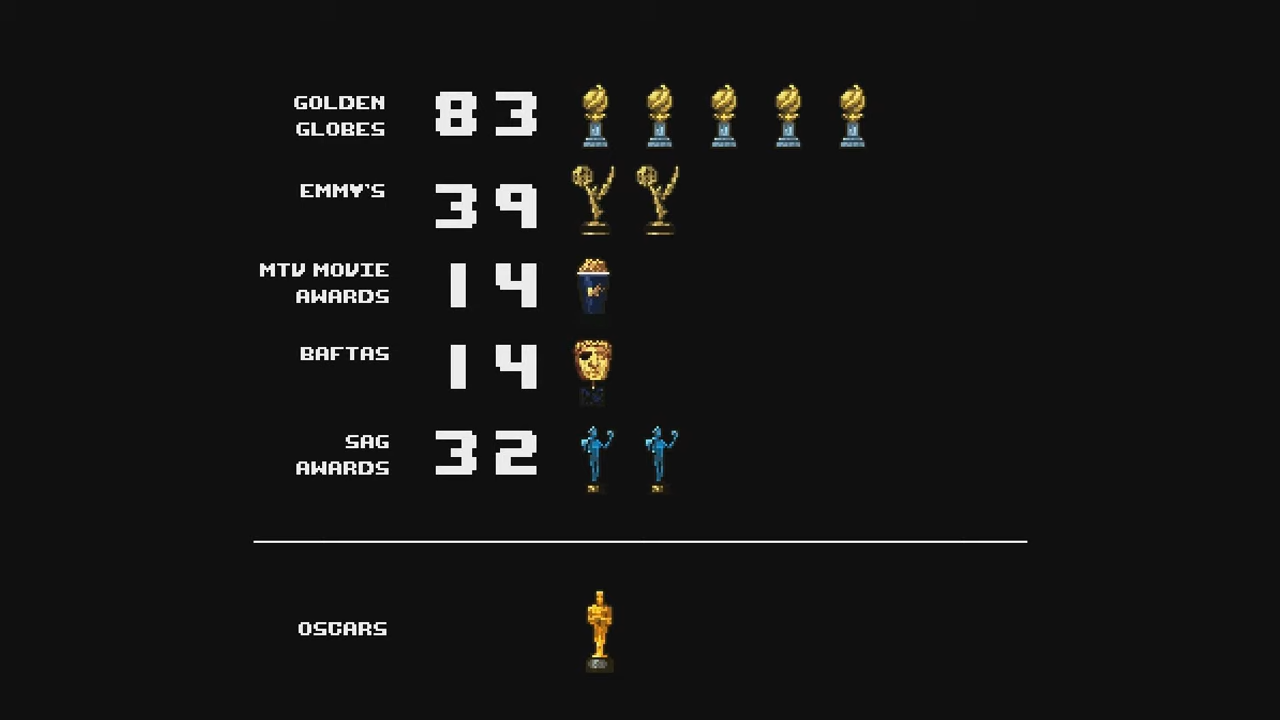 GOLDEN
GLOBES
83
EMMY'S
39
MTV MOVIE
AWARDS
14
BAFTAS
14
SAG
AWARDS
32
OSCARS